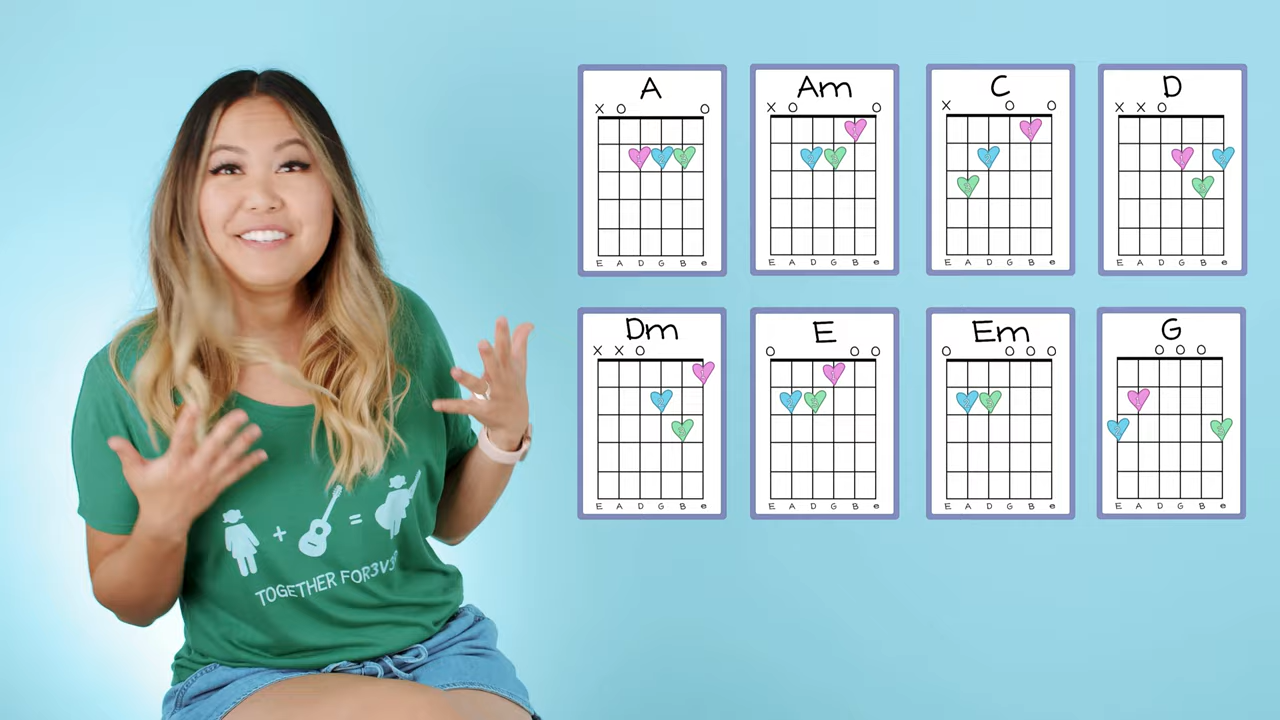 A
X O O
E A D G B e
Am
X O O
E A D G B e
C
X O O
E A D G B e
D
X X O
E A D G B e
Dm
X X O
E A D G B e
E
O O O
E A D G B e
Em
O O O O
E A D G B e
G
O O O
E A D G B e
+ =
TOGETHER FOR3V3R